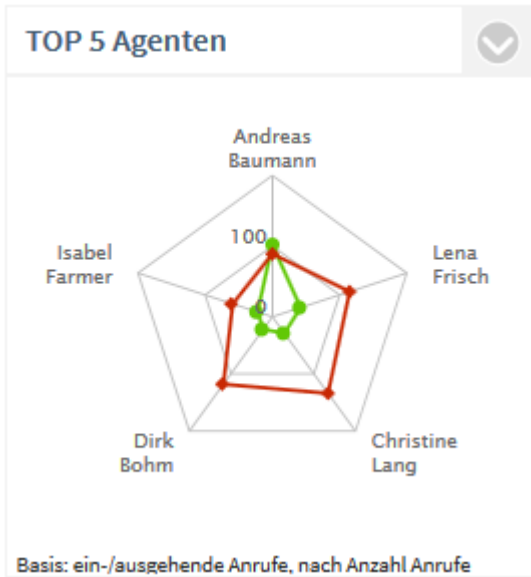 TOP 5 Agenten
Andreas
Baumann
100
Isabel
Farmer
Lena
Frisch
0
Dirk
Bohm
Christine
Lang
Basis: ein-/ausgehende Anrufe, nach Anzahl Anrufe